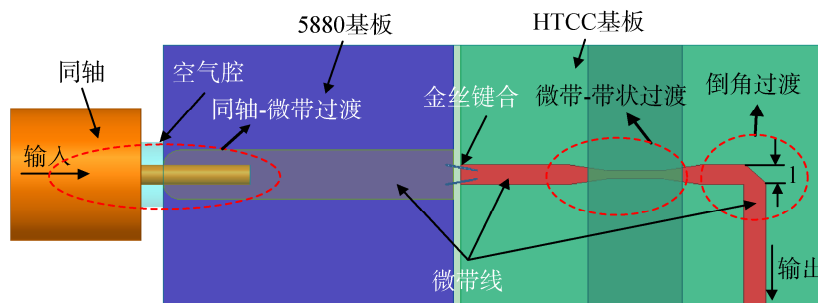 5880基板
HTCC基板
同轴
空气腔
同轴-微带过渡
金丝键合
微带-带状过渡
倒角过渡
输入
l
微带线
输出